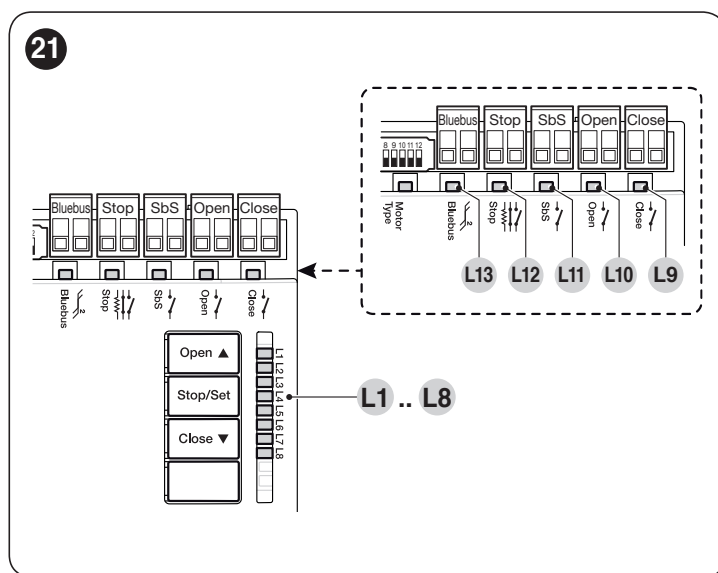 21
Bluebus Stop SbS Open Close
8 9 10 11 12
Motor Type
Bluebus
2
Stop
SbS
Open
Close
L13 L12 L11 L10 L9
Bluebus Stop SbS Open Close
Bluebus
2
Stop
SbS
Open
Close
Open ▲
Stop/Set
Close ▼
L1
L2
L3
L4
L5
L6
L7
L8
L1 .. L8